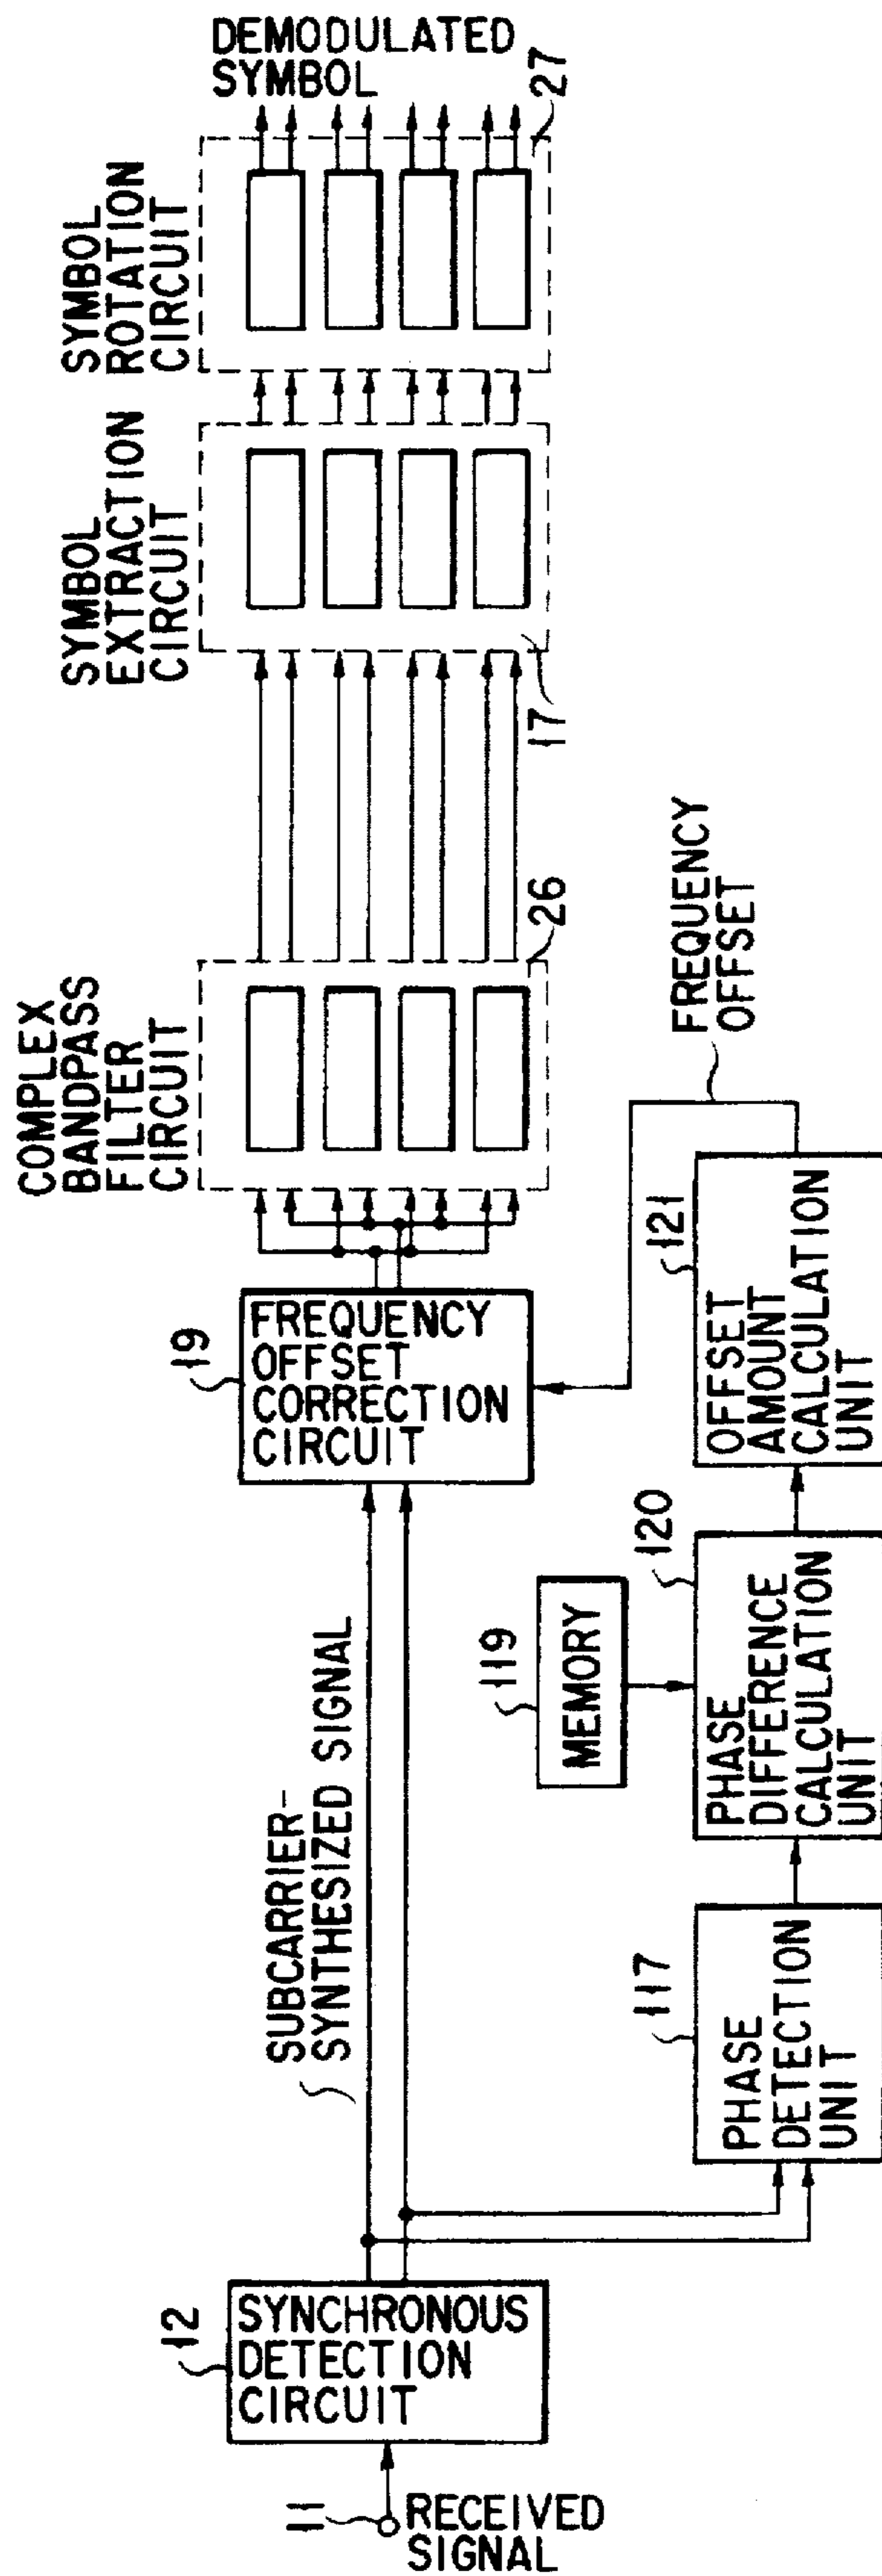 11
RECEIVED
SIGNAL
12
SYNCHRONOUS
DETECTION
CIRCUIT
SUBCARRIER-
SYNTHESIZED SIGNAL
117
PHASE
DETECTION
UNIT
119
MEMORY
120
PHASE
DIFFERENCE
CALCULATION
UNIT
121
OFFSET
AMOUNT
CALCULATION
UNIT
FREQUENCY
OFFSET
19
FREQUENCY
OFFSET
CORRECTION
CIRCUIT
COMPLEX
BANDPASS
FILTER
CIRCUIT
26
SYMBOL
EXTRACTION
CIRCUIT
17
SYMBOL
ROTATION
CIRCUIT
27
DEMODULATED
SYMBOL